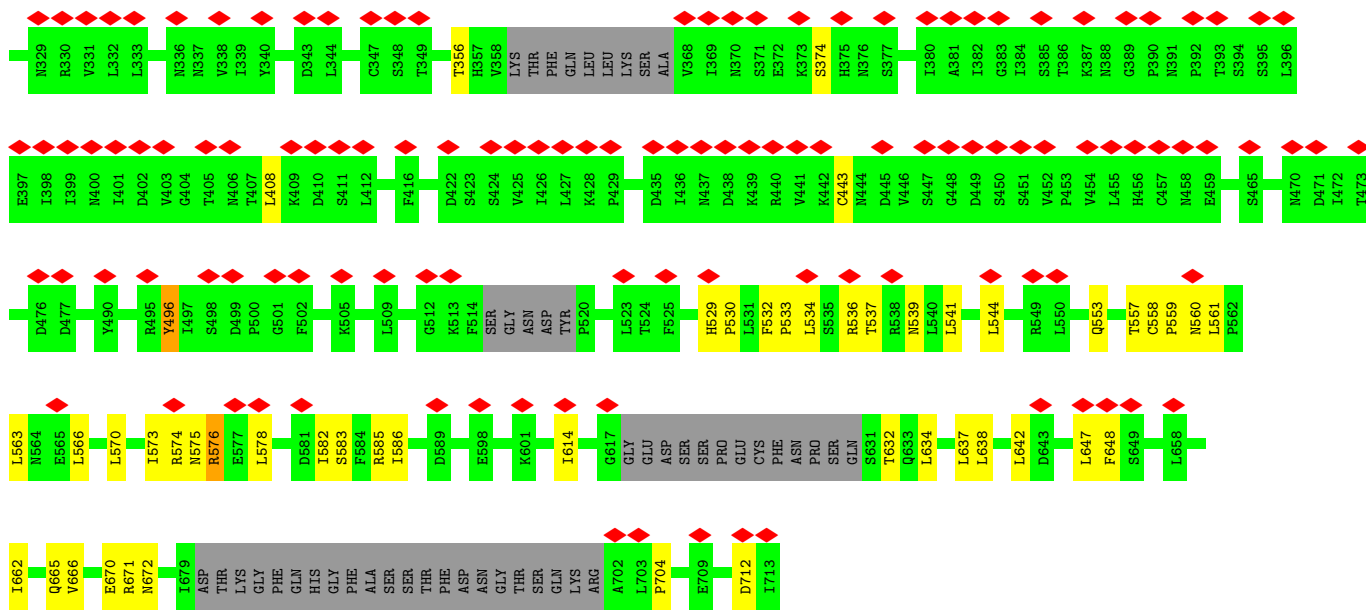 N329 R330 V331 L332 L333 N336 N337 V338 I339 Y340 D343 L344 C347 S348 T349 T356 H357 V358 LYS THR PHE GLN LEU LEU LYS SER ALA V368 I369 N370 S371 E372 K373 S374 H375 N376 S377 I380 A381 I382 G383 I384 S385 T386 K387 N388 G389 P390 N391 P392 T393 S394 S395 L396
E397 I398 I399 N400 I401 D402 V403 G404 T405 N406 T407 L408 K409 D410 S411 L412 F416 D422 S423 S424 V425 I426 L427 K428 P429 D435 I436 N437 D438 K439 R440 V441 K442 C443 N444 D445 V446 S447 G448 D449 S450 S451 V452 P453 V454 L455 H456 C457 N458 E459 S465 N470 D471 I472 T473
D476 D477 Y490 R495 Y496 I497 S498 D499 P500 G501 F502 K505 L509 G512 K513 F514 SER GLY ASN ASP TYR P520 L523 T524 F525 H529 P530 L531 F532 P533 L534 S535 R536 T537 R538 N539 L540 L541 L544 R549 L550 Q553 T557 C558 P559 N560 L561 P562
L563 N564 E565 L566 L570 I573 R574 N575 R576 E577 L578 D581 I582 S583 F584 R585 I586 D589 E598 K601 I614 G617 GLY GLU ASP SER SER PRO GLU CYS PHE ASN PRO SER GLN S631 T632 Q633 L634 L637 L638 L642 D643 L647 F648 S649 L658
I662 Q665 V666 E670 R671 N672 I679 ASP THR LYS GLY PHE GLN HIS GLY PHE ALA SER SER THR PHE ASP ASN GLY THR SER GLN LYS ARG A702 L703 P704 E709 D712 I713